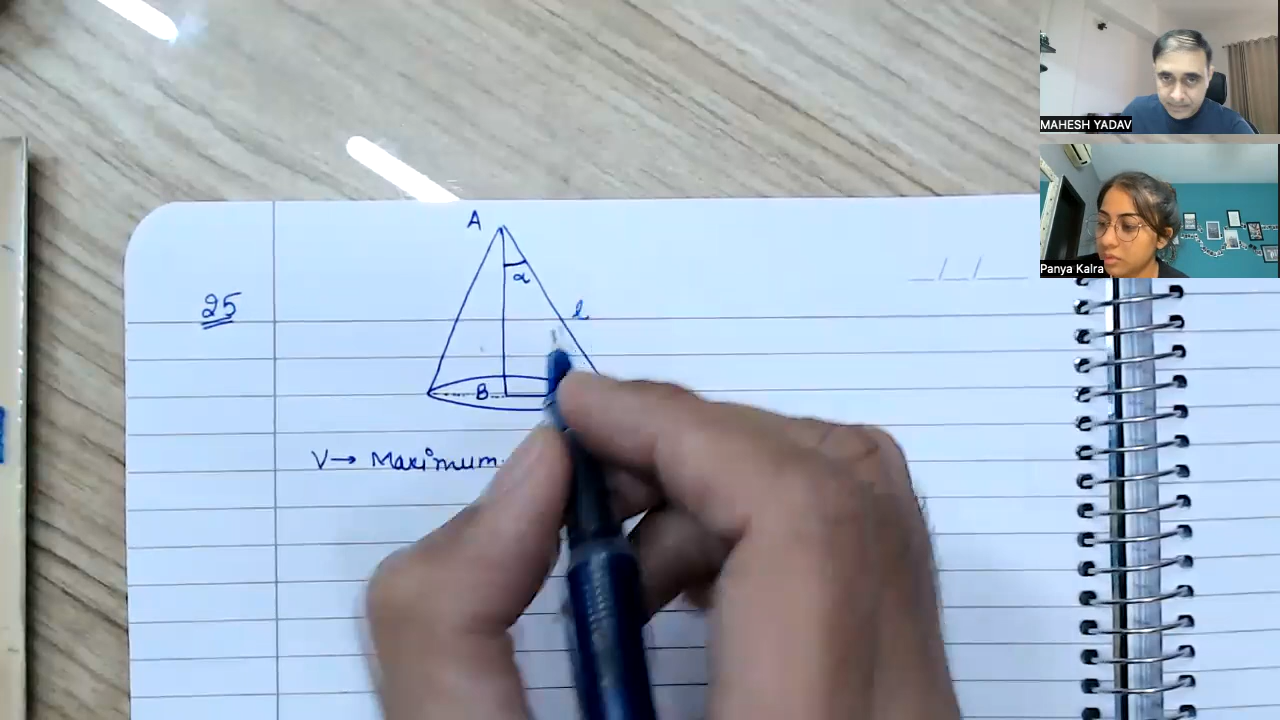 MAHESH YADAV
Panya Kalra
A
α
25
l
B
V→ Maximum.
_/_/_